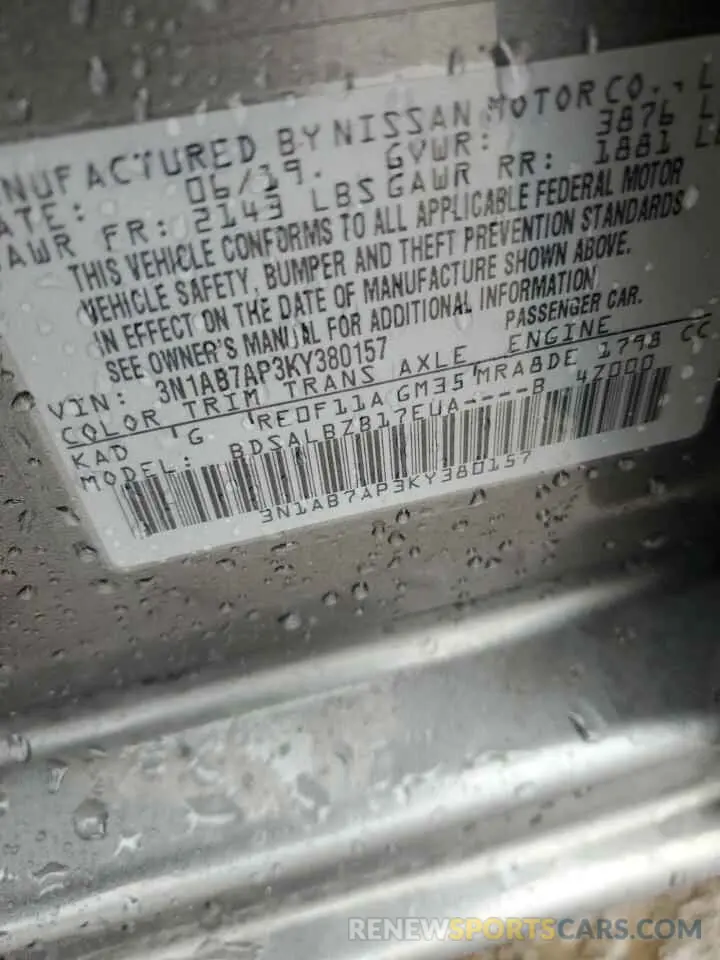 NUFACTURED BY NISSAN MOTOR CO., L
ATE: 06/19. GVWR: 3876 L
AWR FR: 2143 LBS GAWR RR: 1881 LB
THIS VEHICLE CONFORMS TO ALL APPLICABLE FEDERAL MOTOR
VEHICLE SAFETY, BUMPER AND THEFT PREVENTION STANDARDS
IN EFFECT ON THE DATE OF MANUFACTURE SHOWN ABOVE.
SEE OWNER'S MANUAL FOR ADDITIONAL INFORMATION
VIN: 3N1AB7AP3KY380157 PASSENGER CAR.
COLOR TRIM TRANS AXLE ENGINE
KAD G RE0F11A GM35 MRA8DE 1798 CC
MODEL: BDSALBZB17EUA----B 47000
3N1AB7AP3KY380157
RENEWSPORTSCARS.COM